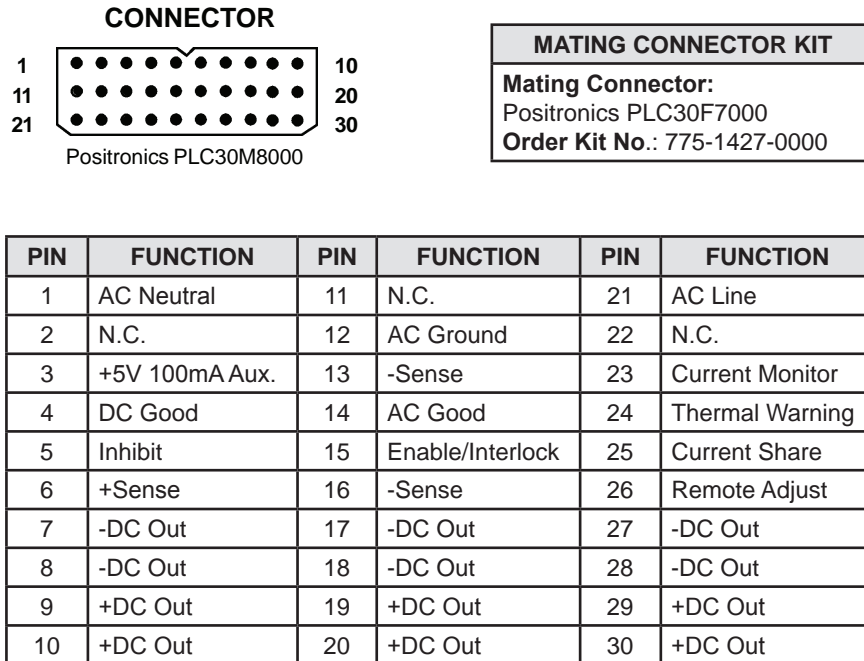 CONNECTOR
1 10
11 20
21 30
Positronics PLC30M8000
MATING CONNECTOR KIT
Mating Connector:
Positronics PLC30F7000
Order Kit No.: 775-1427-0000
PIN FUNCTION PIN FUNCTION PIN FUNCTION
1 AC Neutral 11 N.C. 21 AC Line
2 N.C. 12 AC Ground 22 N.C.
3 +5V 100mA Aux. 13 -Sense 23 Current Monitor
4 DC Good 14 AC Good 24 Thermal Warning
5 Inhibit 15 Enable/Interlock 25 Current Share
6 +Sense 16 -Sense 26 Remote Adjust
7 -DC Out 17 -DC Out 27 -DC Out
8 -DC Out 18 -DC Out 28 -DC Out
9 +DC Out 19 +DC Out 29 +DC Out
10 +DC Out 20 +DC Out 30 +DC Out